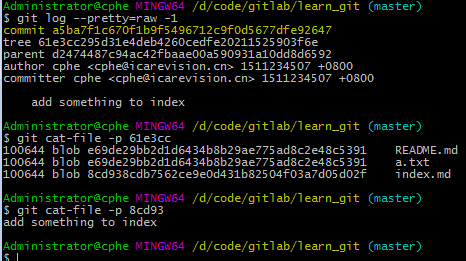 Administrator@cphe MINGW64 /d/code/gitlab/learn_git (master)
$ git log --pretty=raw -1
commit a5ba7f1c670f1b9f5496712c9f0d5677dfe92647
tree 61e3cc295d31e4deb4260cedfe20211525903f6e
parent d2474487c94ac42fbaae00a590931a10dd8d6592
author cphe <cphe@icarevision.cn> 1511234507 +0800
committer cphe <cphe@icarevision.cn> 1511234507 +0800
add something to index
Administrator@cphe MINGW64 /d/code/gitlab/learn_git (master)
$ git cat-file -p 61e3cc
100644 blob e69de29bb2d1d6434b8b29ae775ad8c2e48c5391 README.md
100644 blob e69de29bb2d1d6434b8b29ae775ad8c2e48c5391 a.txt
100644 blob 8cd938cdb7562ce9e0d431b82504f03a7d05d02f index.md
Administrator@cphe MINGW64 /d/code/gitlab/learn_git (master)
$ git cat-file -p 8cd93
add something to index
Administrator@cphe MINGW64 /d/code/gitlab/learn_git (master)
$